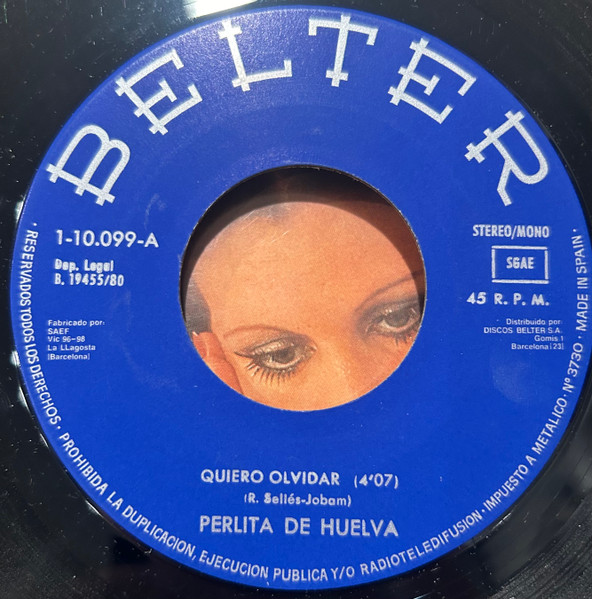 BELTER
1-10.099-A
Dep. Legal
B. 19455/80
STEREO/MONO
SGAE
45 R. P. M.
Fabricado por:
SAEF
Vic 96-98
La LLagosta
(Barcelona)
Distribuido por:
DISCOS BELTER S.A.
Gomis 1
Barcelona (23)
QUIERO OLVIDAR (4'07)
(R. Sellés-Jobam)
PERLITA DE HUELVA
· RESERVADOS TODOS LOS DERECHOS · PROHIBIDA LA DUPLICACION, EJECUCION PUBLICA Y/O RADIOTELEDIFUSION · IMPUESTO A METALICO · Nº 3730 · MADE IN SPAIN ·